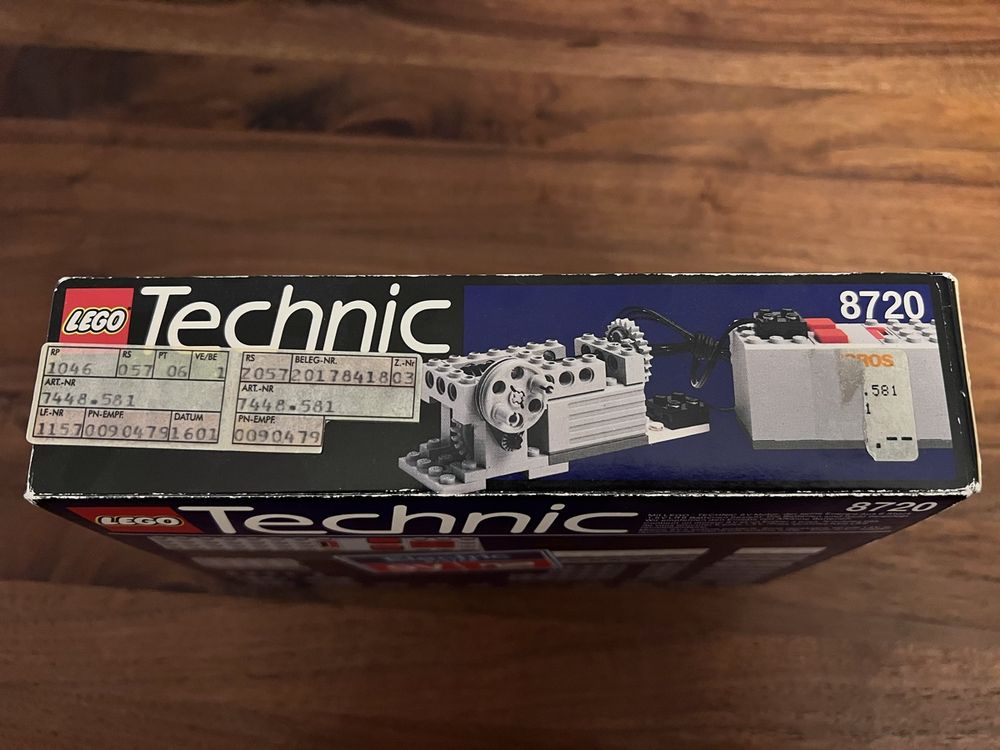 LEGO Technic
8720
RP RS PT VE/BE
1046 057 06 1
ART.-NR
7448.581
LF.-NR PN-EMPF. DATUM
1157 0090479 1601
RS BELEG-NR. Z.-Nr
Z057 20178418 03
ART.-NR
7448.581
PN-EMPF.
0090479
.581
1
LEGO Technic
8720